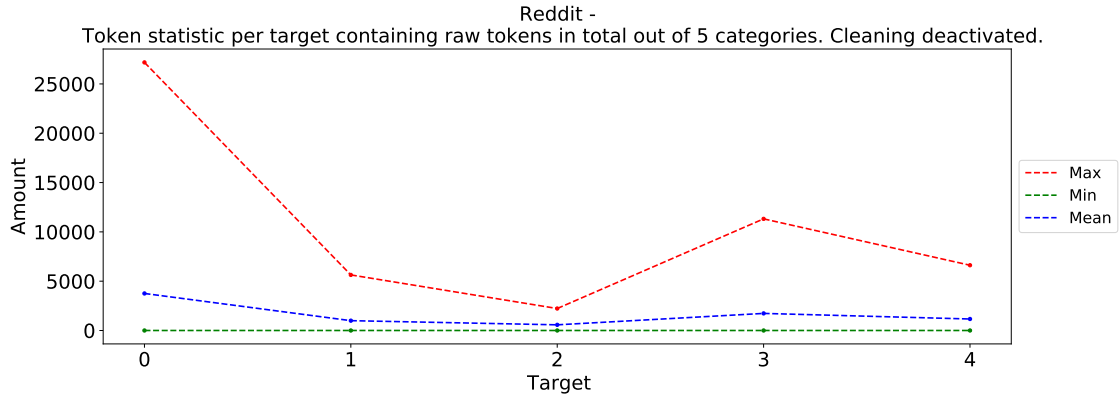 Reddit -
Token statistic per target containing raw tokens in total out of 5 categories. Cleaning deactivated.
25000
20000
15000
10000
5000
0
Amount
0 1 2 3 4
Target
Max
Min
Mean